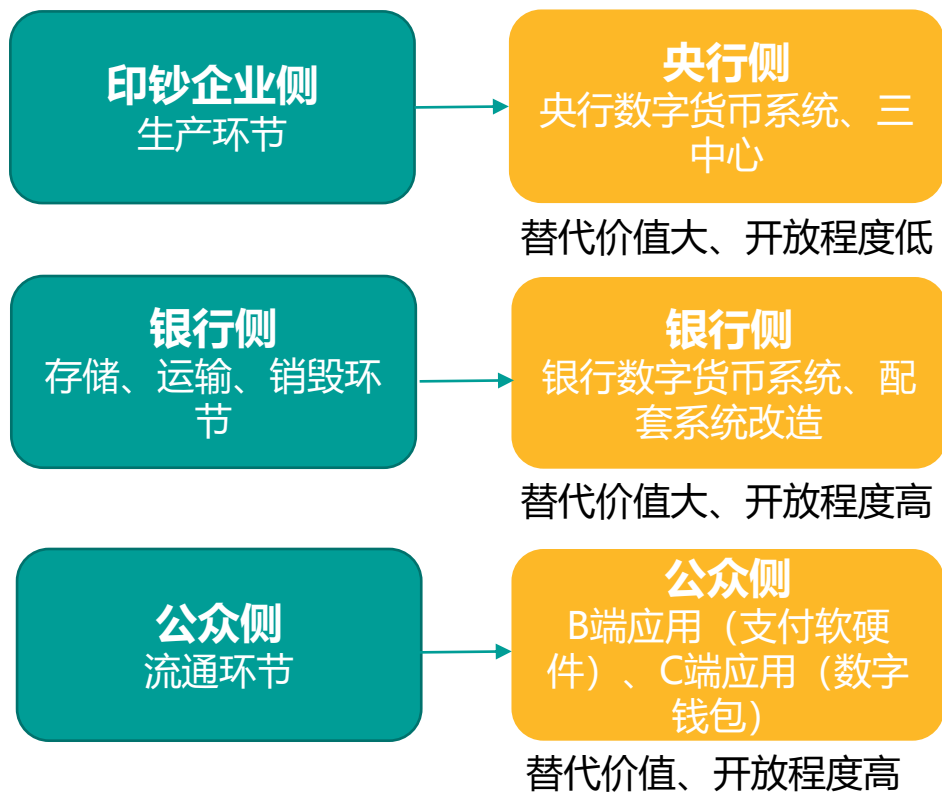 印钞企业侧
生产环节
央行侧
央行数字货币系统、三
中心
替代价值大、开放程度低
银行侧
存储、运输、销毁环
节
银行侧
银行数字货币系统、配
套系统改造
替代价值大、开放程度高
公众侧
流通环节
公众侧
B端应用（支付软硬
件）、C端应用（数字
钱包）
替代价值、开放程度高